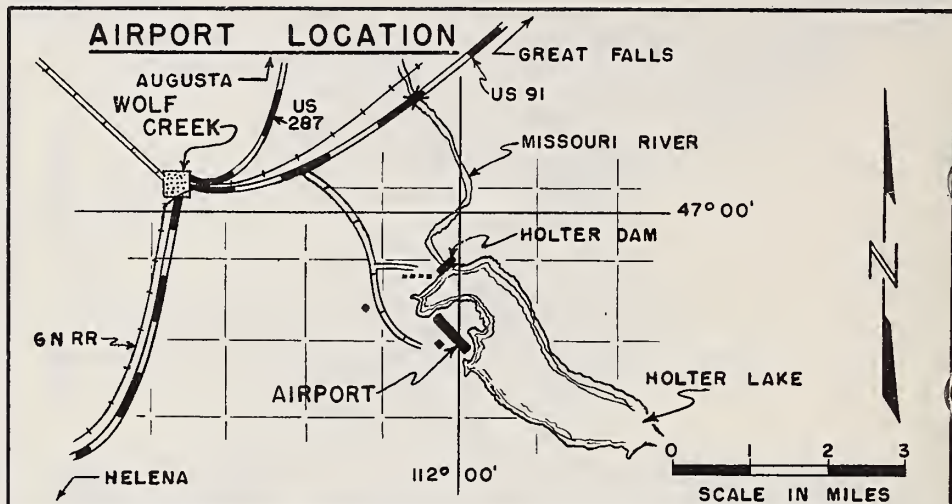 AIRPORT LOCATION
GREAT FALLS
AUGUSTA
US 91
WOLF
CREEK
US
287
MISSOURI RIVER
47° 00'
HOLTER DAM
N
G N RR
AIRPORT
HOLTER LAKE
0 1 2 3
HELENA
112° 00'
SCALE IN MILES